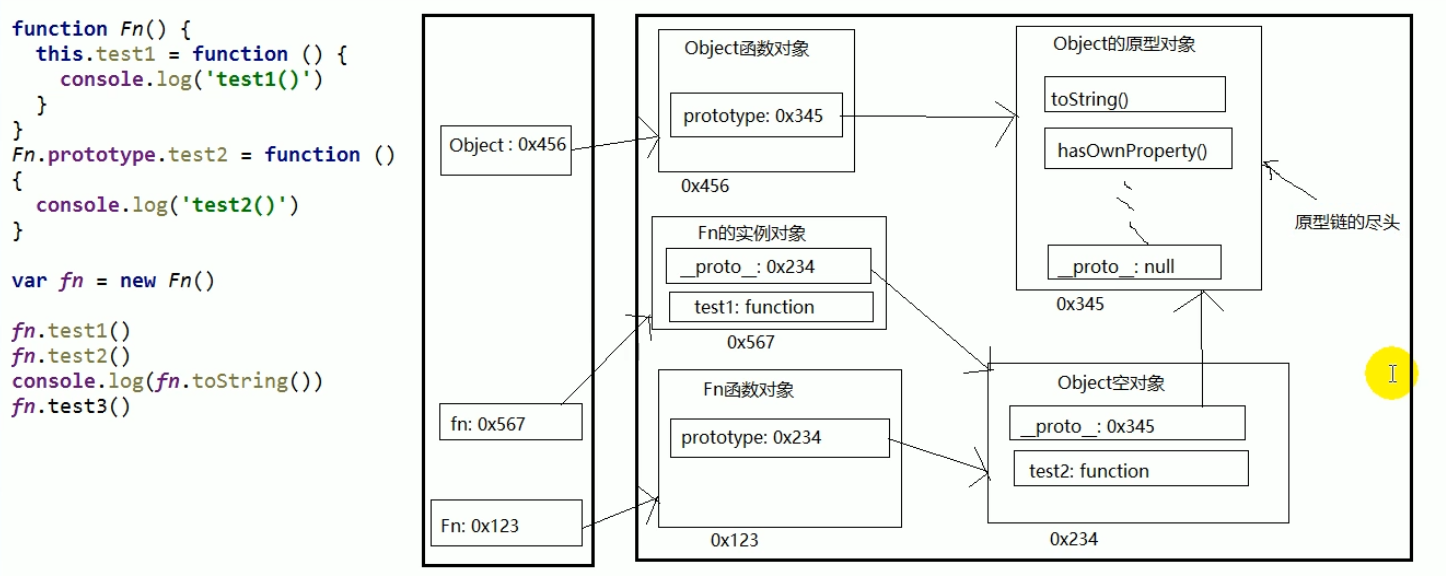 function Fn() {
this.test1 = function () {
console.log('test1()')
}
}
Fn.prototype.test2 = function ()
{
console.log('test2()')
}
var fn = new Fn()
fn.test1()
fn.test2()
console.log(fn.toString())
fn.test3()
Object : 0x456
fn: 0x567
Fn: 0x123
Object函数对象
prototype: 0x345
0x456
Fn的实例对象
__proto__: 0x234
test1: function
0x567
Fn函数对象
prototype: 0x234
0x123
Object的原型对象
toString()
hasOwnProperty()
__proto__: null
0x345
原型链的尽头
Object空对象
__proto__: 0x345
test2: function
0x234